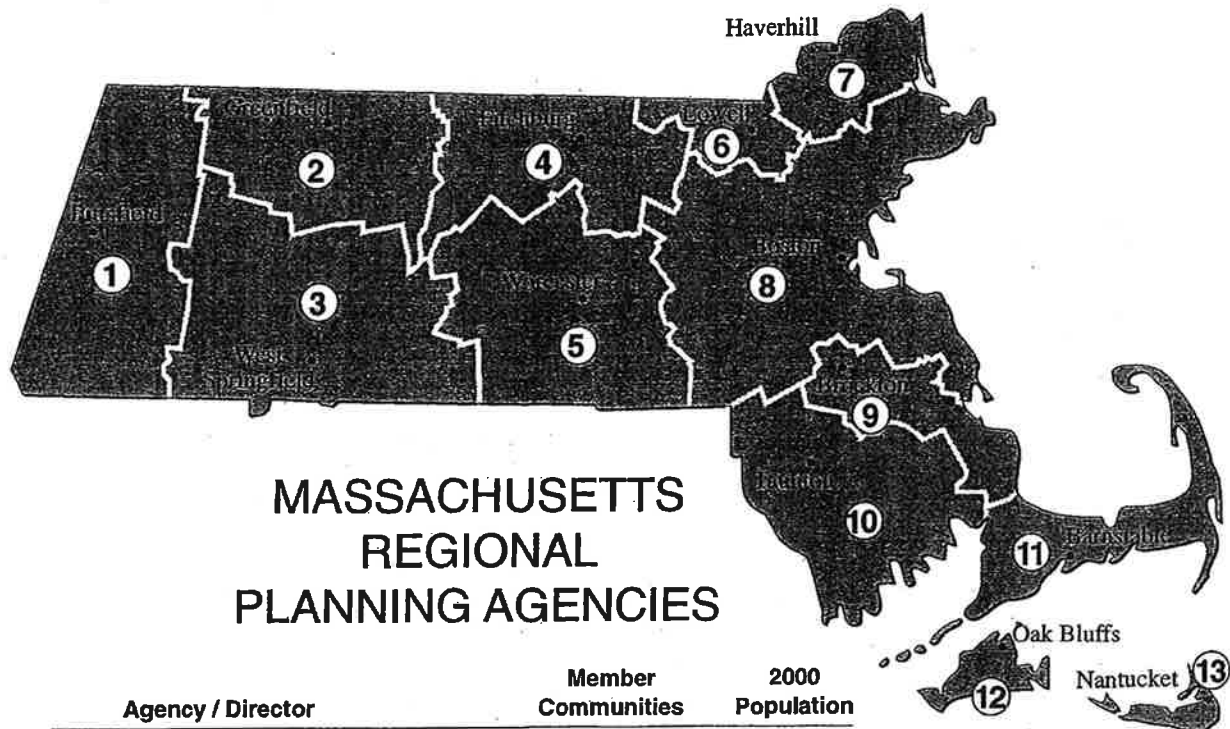 Haverhill
7
Greenfield
Fitchburg
Lowell
6
4
2
Pittsfield
Boston
1
Worcester
8
3
5
West
Springfield
Brockton
9
MASSACHUSETTS
REGIONAL
PLANNING AGENCIES
Taunton
10
11
Barnstable
Oak Bluffs
12
Nantucket
13
Agency / Director
Member
Communities
2000
Population